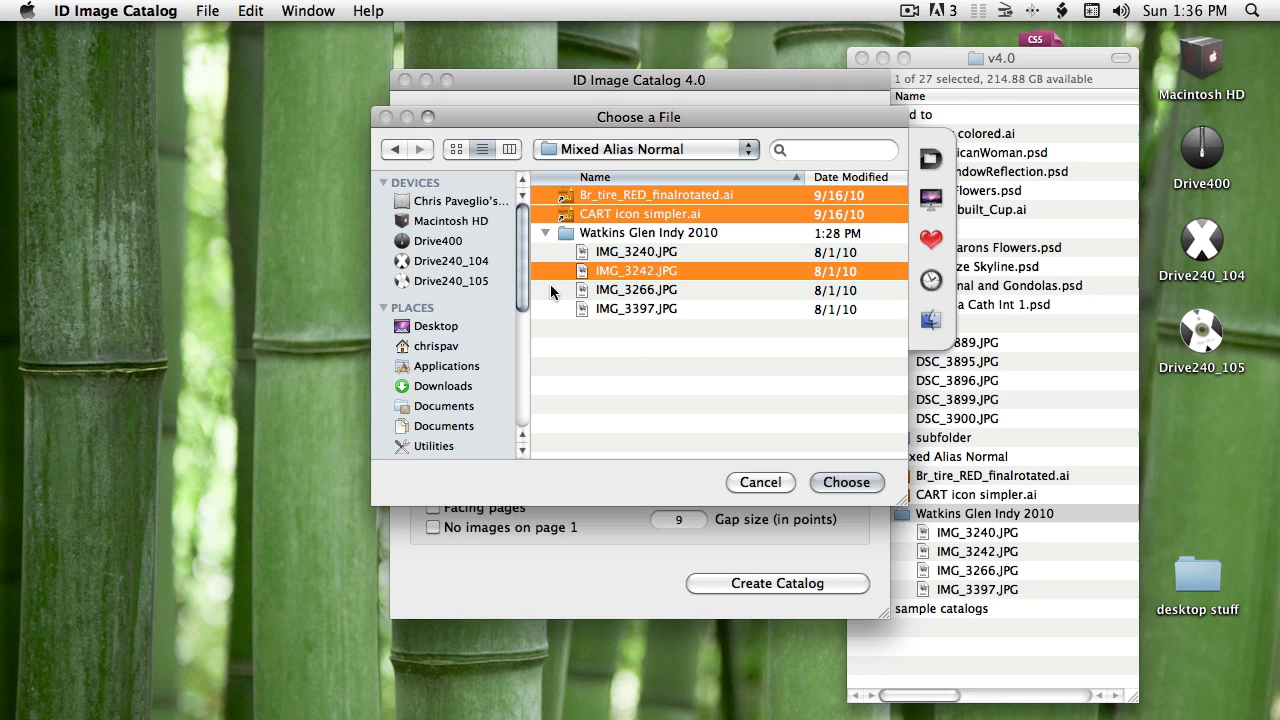 ID Image Catalog File Edit Window Help 3 Sun 1:36 PM
CS5
v4.0
1 of 27 selected, 214.88 GB available
Name
ID Image Catalog 4.0
Choose a File
Mixed Alias Normal
Name Date Modified
DEVICES
Chris Paveglio's...
Macintosh HD
Drive400
Drive240_104
Drive240_105
PLACES
Desktop
chrispav
Applications
Downloads
Documents
Documents
Utilities
Br_tire_RED_finalrotated.ai 9/16/10
CART icon simpler.ai 9/16/10
Watkins Glen Indy 2010 1:28 PM
IMG_3240.JPG 8/1/10
IMG_3242.JPG 8/1/10
IMG_3266.JPG 8/1/10
IMG_3397.JPG 8/1/10
Cancel Choose
Facing pages
No images on page 1
9 Gap size (in points)
Create Catalog
d to
colored.ai
icanWoman.psd
ndowReflection.psd
Flowers.psd
built_Cup.ai
arons Flowers.psd
ze Skyline.psd
nal and Gondolas.psd
a Cath Int 1.psd
889.JPG
DSC_3895.JPG
DSC_3896.JPG
DSC_3899.JPG
DSC_3900.JPG
subfolder
xed Alias Normal
Br_tire_RED_finalrotated.ai
CART icon simpler.ai
Watkins Glen Indy 2010
IMG_3240.JPG
IMG_3242.JPG
IMG_3266.JPG
IMG_3397.JPG
sample catalogs
Macintosh HD
Drive400
Drive240_104
Drive240_105
desktop stuff